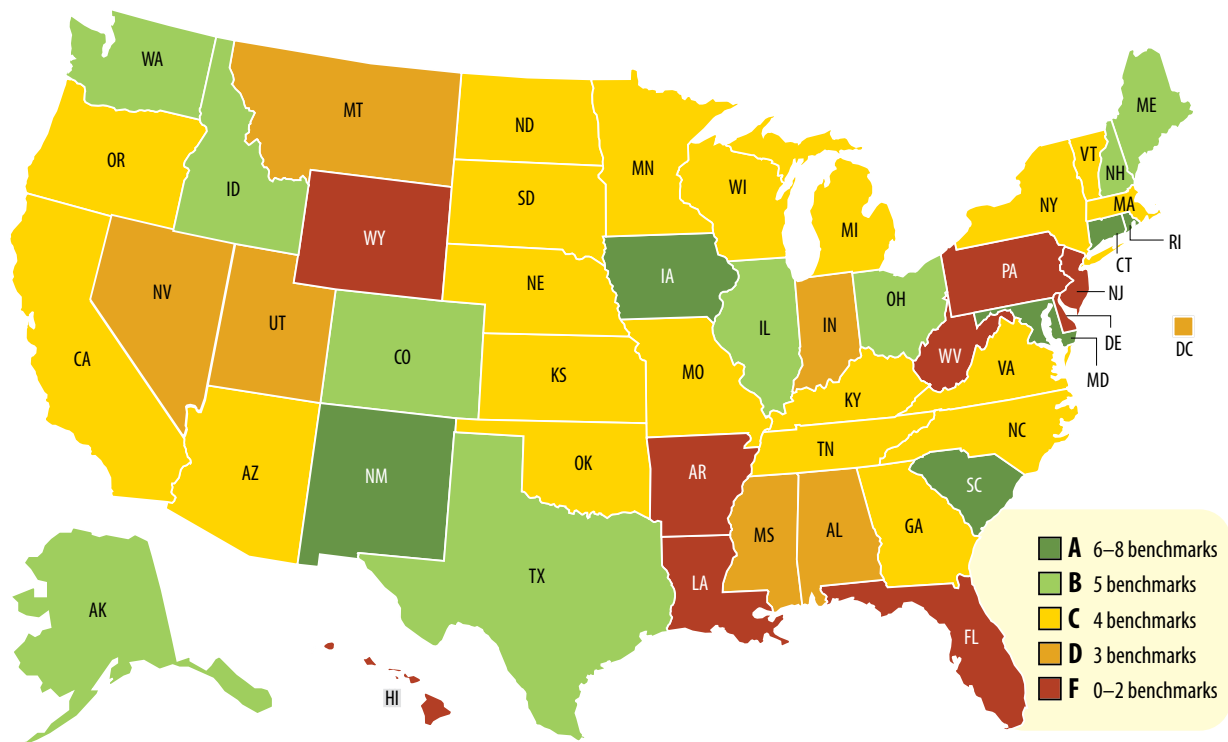 WA
MT
ND
MN
ME
OR
ID
SD
WI
MI
VT
NH
NY
MA
RI
CT
WY
IA
NE
PA
NJ
NV
UT
CO
IL
IN
OH
DE
DC
MD
CA
KS
MO
WV
VA
KY
NC
TN
AZ
NM
OK
AR
SC
MS
AL
GA
TX
LA
FL
AK
HI
A 6–8 benchmarks
B 5 benchmarks
C 4 benchmarks
D 3 benchmarks
F 0–2 benchmarks